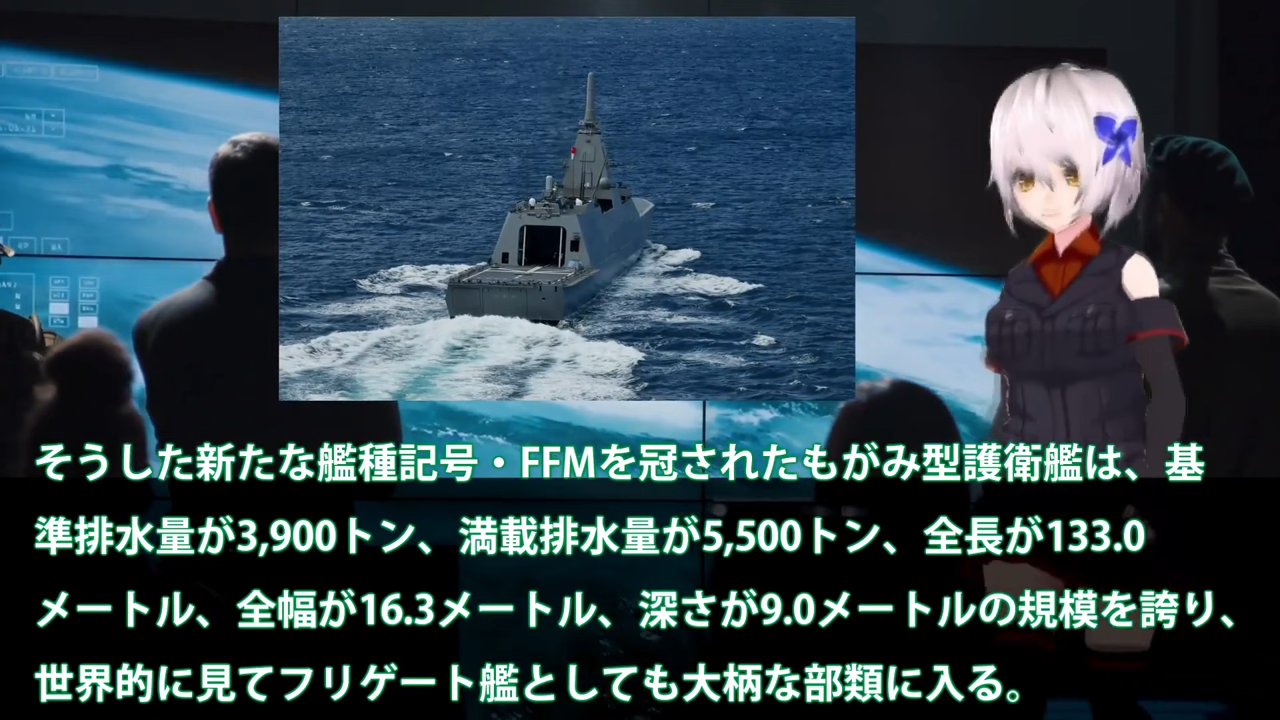 そうした新たな艦種記号・FFMを冠されたもがみ型護衛艦は、基
準排水量が3,900トン、満載排水量が5,500トン、全長が133.0
メートル、全幅が16.3メートル、深さが9.0メートルの規模を誇り、
世界的に見てフリゲート艦としても大柄な部類に入る。